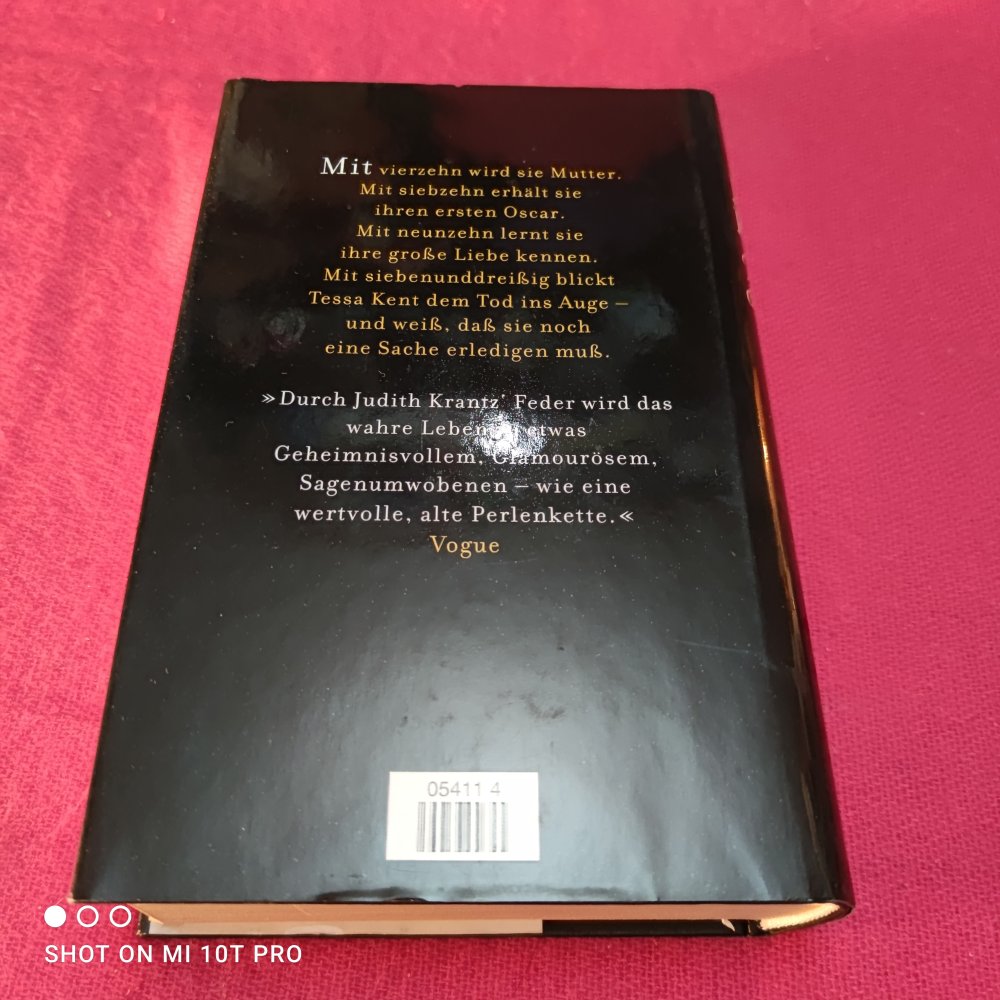 Mit vierzehn wird sie Mutter.
Mit siebzehn erhält sie
ihren ersten Oscar.
Mit neunzehn lernt sie
ihre große Liebe kennen.
Mit siebenunddreißig blickt
Tessa Kent dem Tod ins Auge –
und weiß, daß sie noch
eine Sache erledigen muß.
»Durch Judith Krantz' Feder wird das
wahre Leben etwas
Geheimnisvollem, Glamourösem,
Sagenumwobenen – wie eine
wertvolle, alte Perlenkette.«
Vogue
05411 4
SHOT ON MI 10T PRO